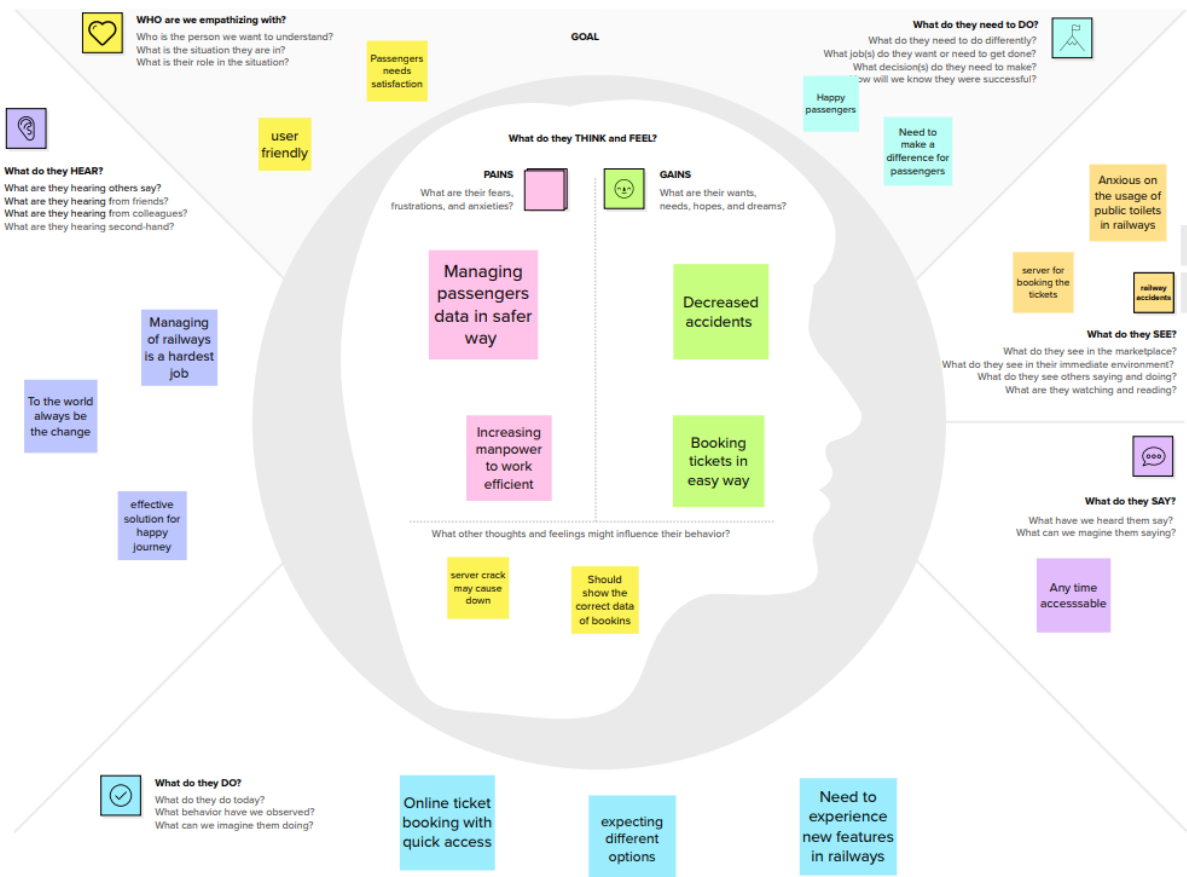 WHO are we empathizing with?
Who is the person we want to understand?
What is the situation they are in?
What is their role in the situation?
Passengers
needs
satisfaction
user
friendly
GOAL
What do they need to DO?
What do they need to do differently?
What job(s) do they want or need to get done?
What decision(s) do they need to make?
How will we know they were successful?
Happy
passengers
Need to
make a
difference for
passengers
What do they HEAR?
What are they hearing others say?
What are they hearing from friends?
What are they hearing from colleagues?
What are they hearing second-hand?
Managing
of railways
is a hardest
job
To the world
always be
the change
effective
solution for
happy
journey
What do they THINK and FEEL?
PAINS
What are their fears,
frustrations, and anxieties?
GAINS
What are their wants,
needs, hopes, and dreams?
Managing
passengers
data in safer
way
Decreased
accidents
Increasing
manpower
to work
efficient
Booking
tickets in
easy way
What other thoughts and feelings might influence their behavior?
server crack
may cause
down
Should
show the
correct data
of bookins
Anxious on
the usage of
public toilets
in railways
server for
booking the
tickets
railway
accidents
What do they SEE?
What do they see in the marketplace?
What do they see in their immediate environment?
What do they see others saying and doing?
What are they watching and reading?
What do they SAY?
What have we heard them say?
What can we magine them saying?
Any time
accesssable
What do they DO?
What do they do today?
What behavior have we observed?
What can we imagine them doing?
Online ticket
booking with
quick access
expecting
different
options
Need to
experience
new features
in railways